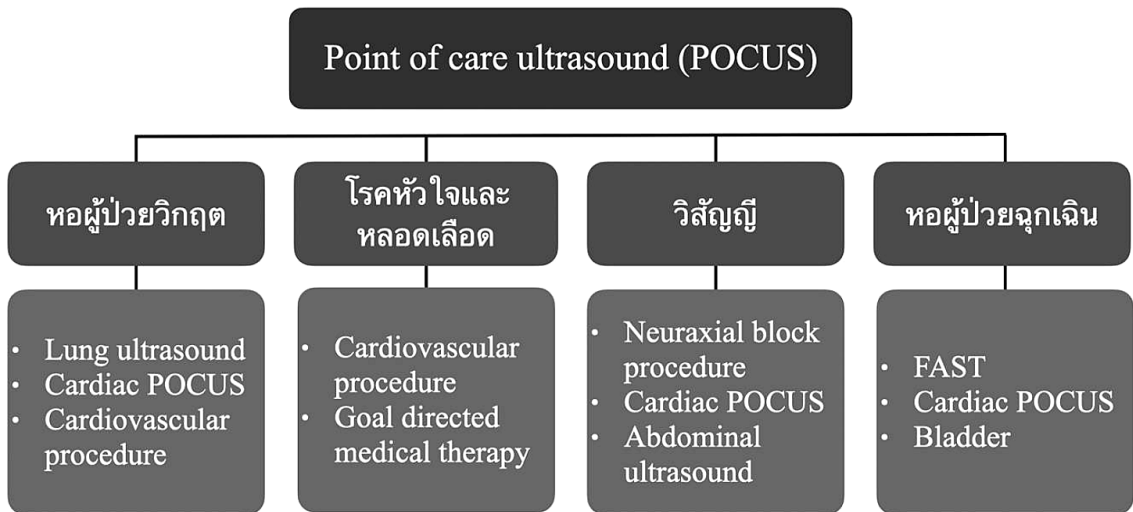 Point of care ultrasound (POCUS)
หอผู้ป่วยวิกฤต
• Lung ultrasound
• Cardiac POCUS
• Cardiovascular
procedure
โรคหัวใจและ
หลอดเลือด
• Cardiovascular
procedure
• Goal directed
medical therapy
วิสัญญี
• Neuraxial block
procedure
• Cardiac POCUS
• Abdominal
ultrasound
หอผู้ป่วยฉุกเฉิน
• FAST
• Cardiac POCUS
• Bladder